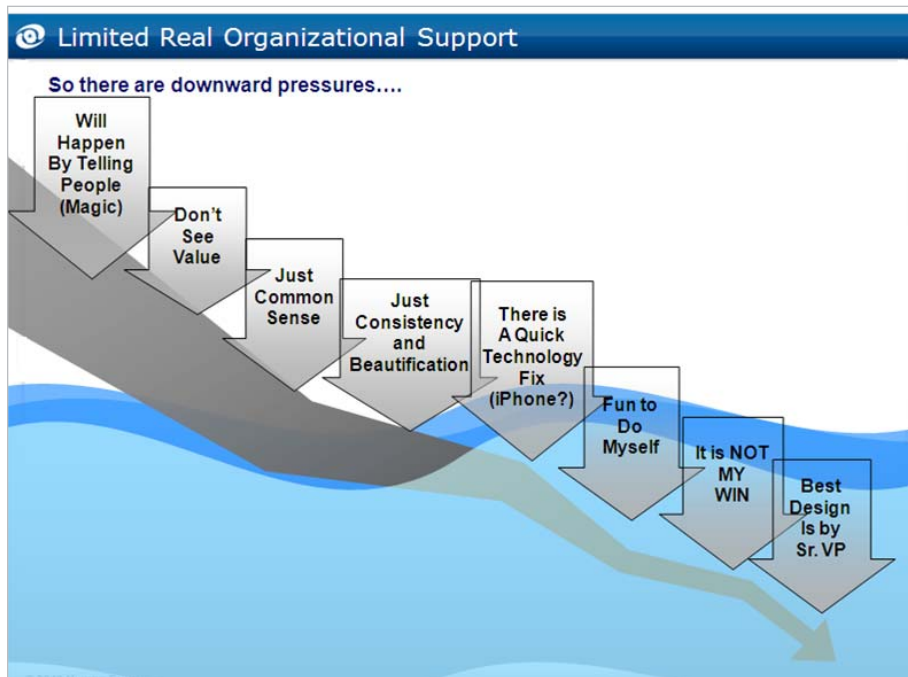 Limited Real Organizational Support
So there are downward pressures....
Will
Happen
By Telling
People
(Magic)
Don't
See
Value
Just
Common
Sense
Just
Consistency
and
Beautification
There is
A Quick
Technology
Fix
(iPhone?)
Fun to
Do
Myself
It is NOT
MY
WIN
Best
Design
Is by
Sr. VP